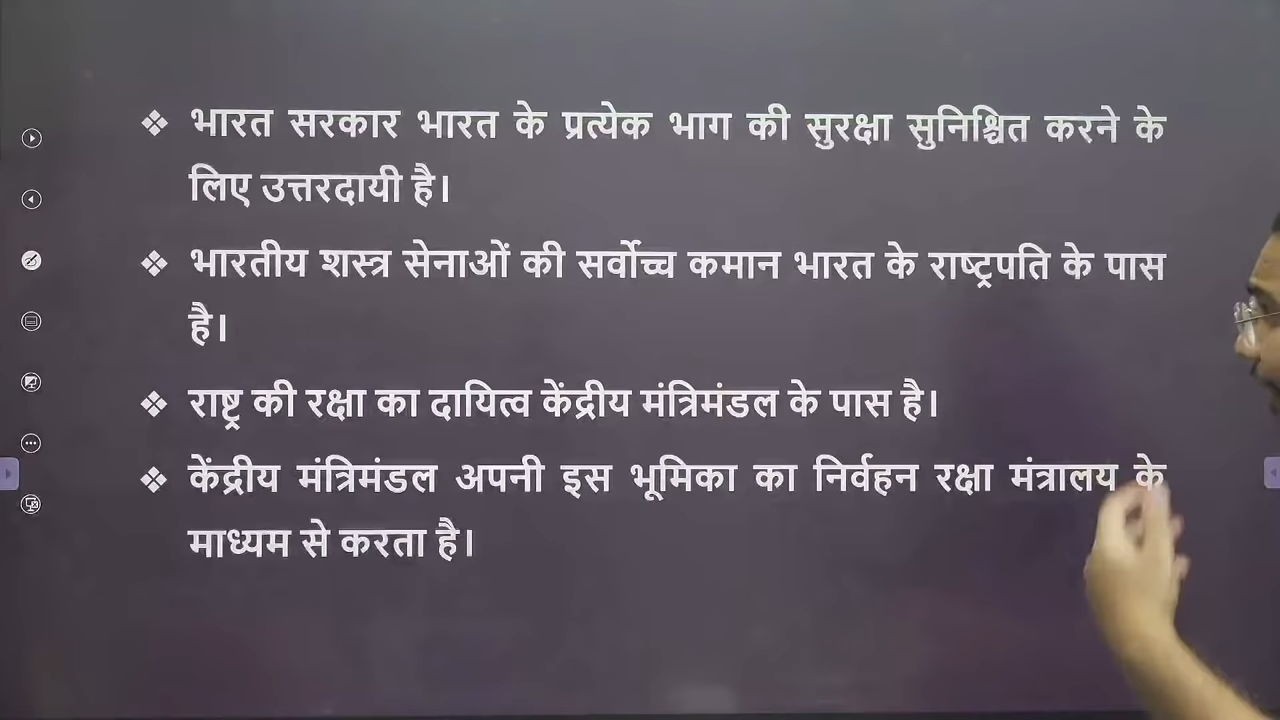 ❖ भारत सरकार भारत के प्रत्येक भाग की सुरक्षा सुनिश्चित करने के
लिए उत्तरदायी है।
❖ भारतीय शस्त्र सेनाओं की सर्वोच्च कमान भारत के राष्ट्रपति के पास
है।
❖ राष्ट्र की रक्षा का दायित्व केंद्रीय मंत्रिमंडल के पास है।
❖ केंद्रीय मंत्रिमंडल अपनी इस भूमिका का निर्वहन रक्षा मंत्रालय के
माध्यम से करता है।